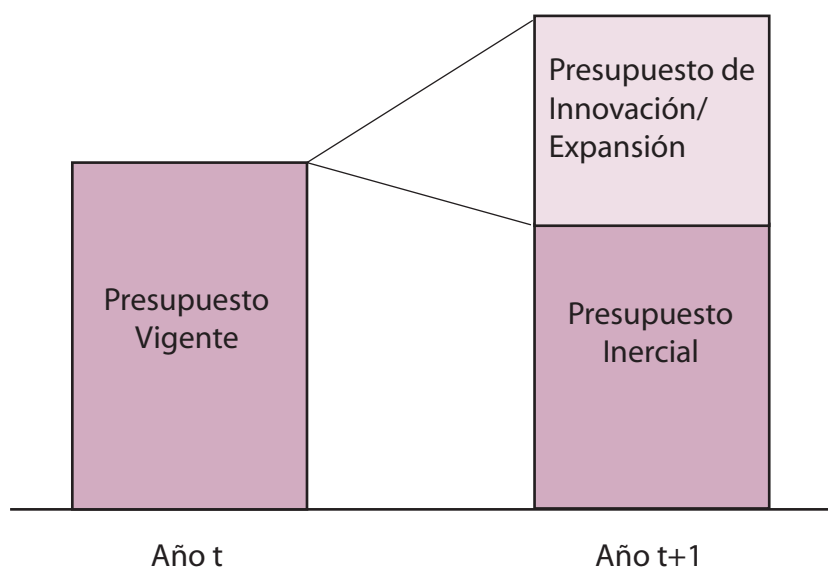 Presupuesto de
Innovación/
Expansión
Presupuesto
Vigente
Presupuesto
Inercial
Año t
Año t+1